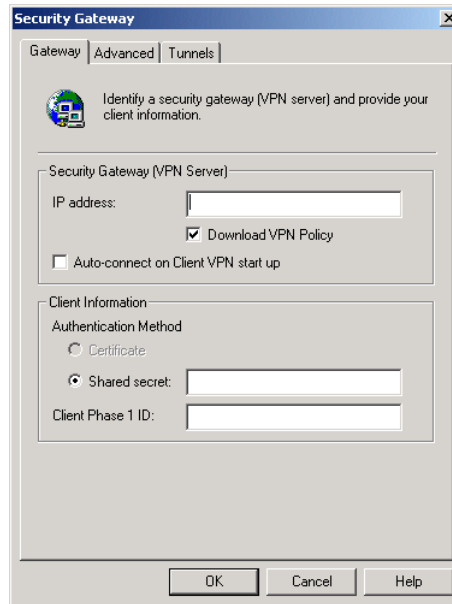 Security Gateway
Gateway Advanced Tunnels
Identify a security gateway (VPN server) and provide your
client information.
Security Gateway (VPN Server)
IP address:
Download VPN Policy
Auto-connect on Client VPN start up
Client Information
Authentication Method
Certificate
Shared secret:
Client Phase 1 ID:
OK Cancel Help